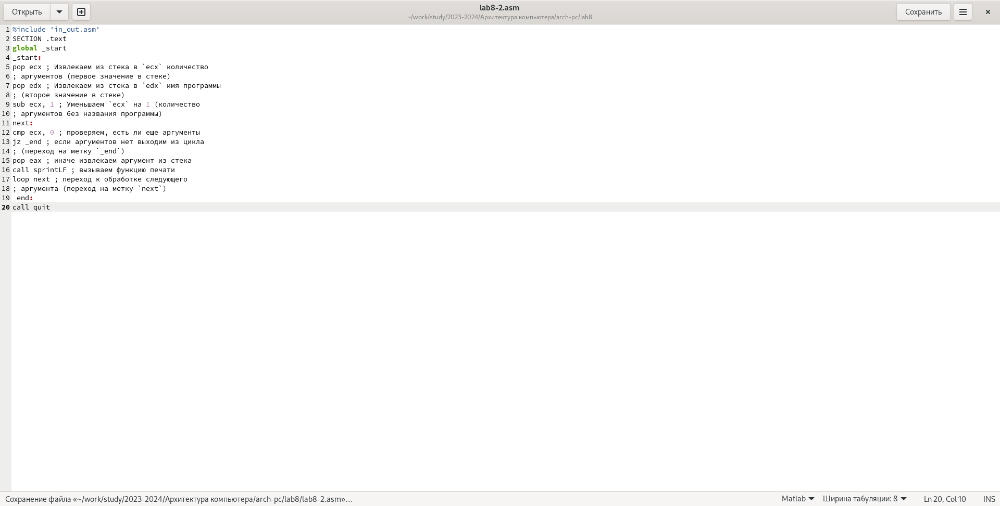 Открыть
lab8-2.asm
~/work/study/2023-2024/Архитектура компьютера/arch-pc/lab8
Сохранить
1 %include 'in_out.asm'
2 SECTION .text
3 global _start
4 _start:
5 pop ecx ; Извлекаем из стека в `ecx` количество
6 ; аргументов (первое значение в стеке)
7 pop edx ; Извлекаем из стека в `edx` имя программы
8 ; (второе значение в стеке)
9 sub ecx, 1 ; Уменьшаем `ecx` на 1 (количество
10 ; аргументов без названия программы)
11 next:
12 cmp ecx, 0 ; проверяем, есть ли еще аргументы
13 jz _end ; если аргументов нет выходим из цикла
14 ; (переход на метку `_end`)
15 pop eax ; иначе извлекаем аргумент из стека
16 call sprintLF ; вызываем функцию печати
17 loop next ; переход к обработке следующего
18 ; аргумента (переход на метку `next`)
19 _end:
20 call quit
Сохранение файла «~/work/study/2023-2024/Архитектура компьютера/arch-pc/lab8/lab8-2.asm»…
Matlab
Ширина табуляции: 8
Ln 20, Col 10
INS